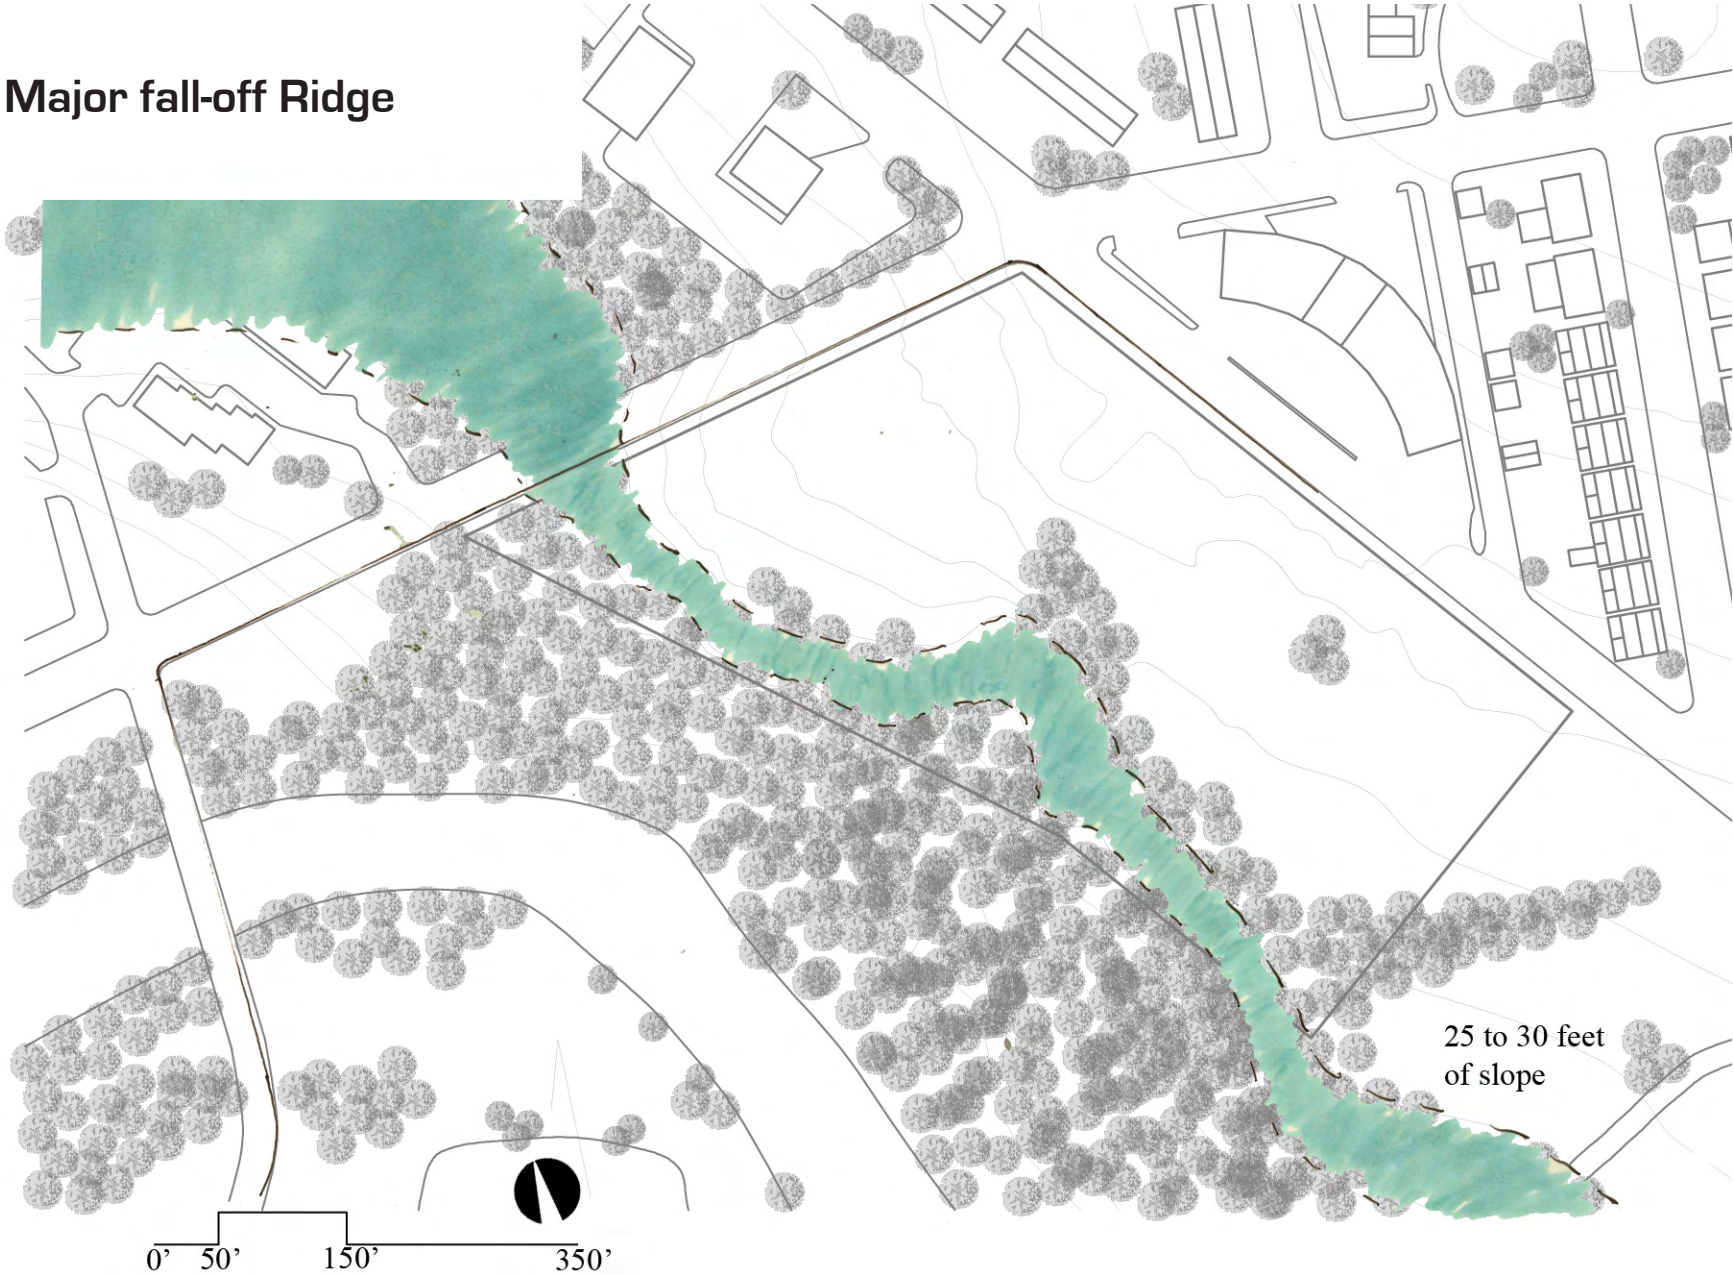 Major fall-off Ridge
25 to 30 feet
of slope
0’ 50’ 150’ 350’